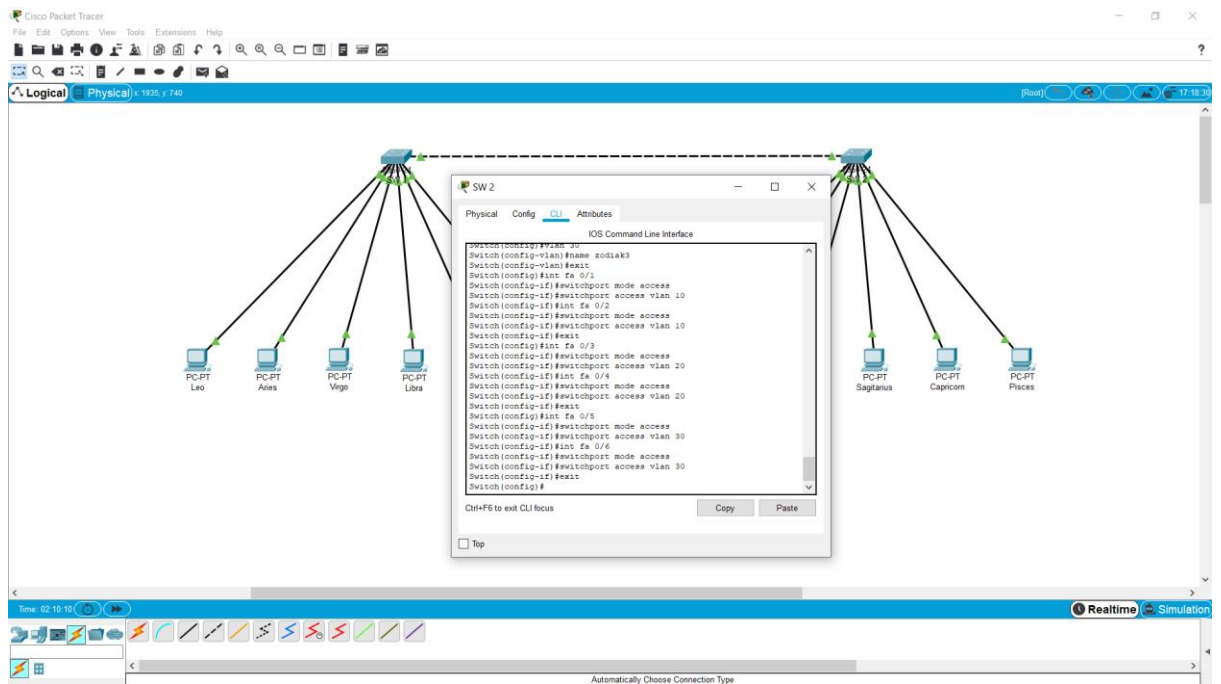 Cisco Packet Tracer
File Edit Options View Tools Extensions Help
?
Logical Physical x: 1935, y: 740
[Root] 17:18:30
SW 2
Physical Config CLI Attributes
IOS Command Line Interface
Switch(config)#vlan 30
Switch(config-vlan)#name zodiak3
Switch(config-vlan)#exit
Switch(config)#int fa 0/1
Switch(config-if)#switchport mode access
Switch(config-if)#switchport access vlan 10
Switch(config-if)#int fa 0/2
Switch(config-if)#switchport mode access
Switch(config-if)#switchport access vlan 10
Switch(config-if)#exit
Switch(config)#int fa 0/3
Switch(config-if)#switchport mode access
Switch(config-if)#switchport access vlan 20
Switch(config-if)#int fa 0/4
Switch(config-if)#switchport mode access
Switch(config-if)#switchport access vlan 20
Switch(config-if)#exit
Switch(config)#int fa 0/5
Switch(config-if)#switchport mode access
Switch(config-if)#switchport access vlan 30
Switch(config-if)#int fa 0/6
Switch(config-if)#switchport mode access
Switch(config-if)#switchport access vlan 30
Switch(config-if)#exit
Switch(config)#
Ctrl+F6 to exit CLI focus
Copy Paste
Top
PC-PT
Leo
PC-PT
Aries
PC-PT
Virgo
PC-PT
Libra
PC-PT
Sagitarius
PC-PT
Capricorn
PC-PT
Pisces
Time: 02:10:10
Realtime Simulation
Automatically Choose Connection Type